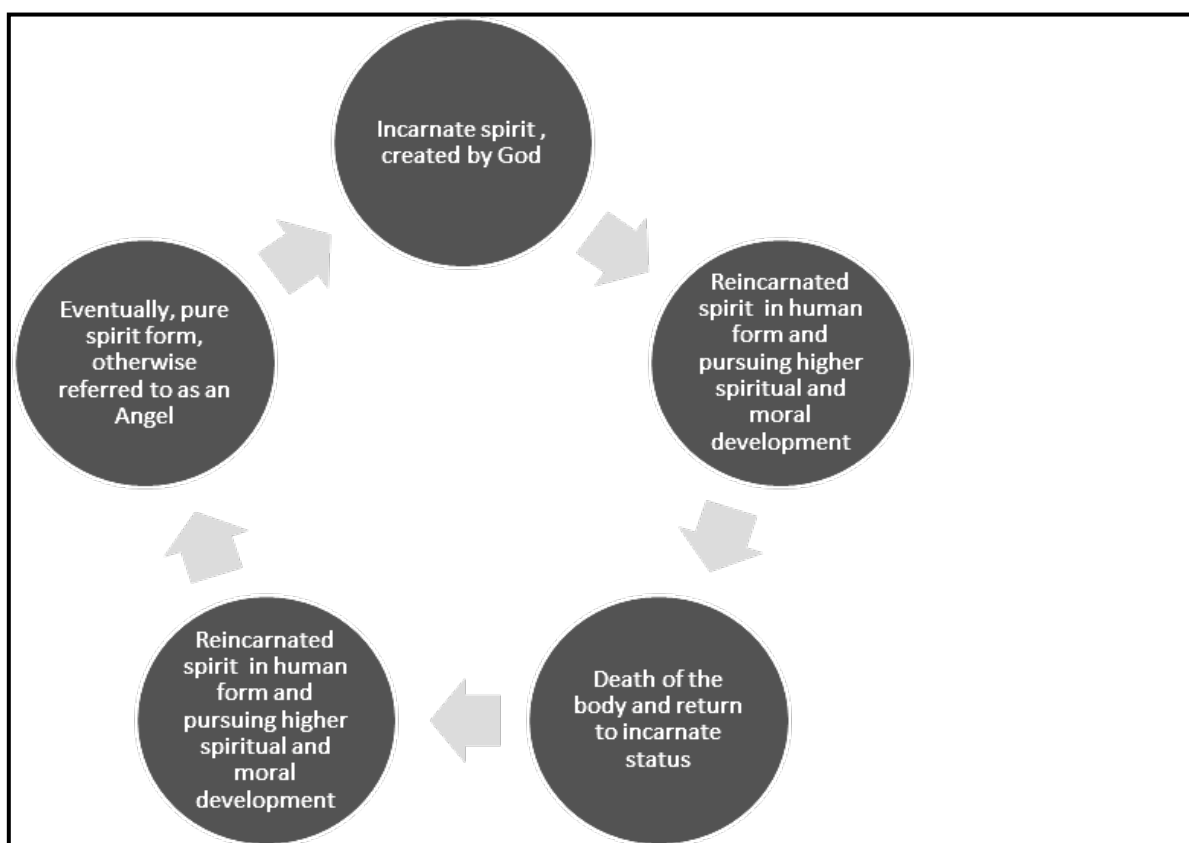 Incarnate spirit ,
created by God
Reincarnated
spirit  in human
form and
pursuing higher
spiritual and
moral
development
Death of the
body and return
to incarnate
status
Reincarnated
spirit  in human
form and
pursuing higher
spiritual and
moral
development
Eventually, pure
spirit form,
otherwise
referred to as an
Angel